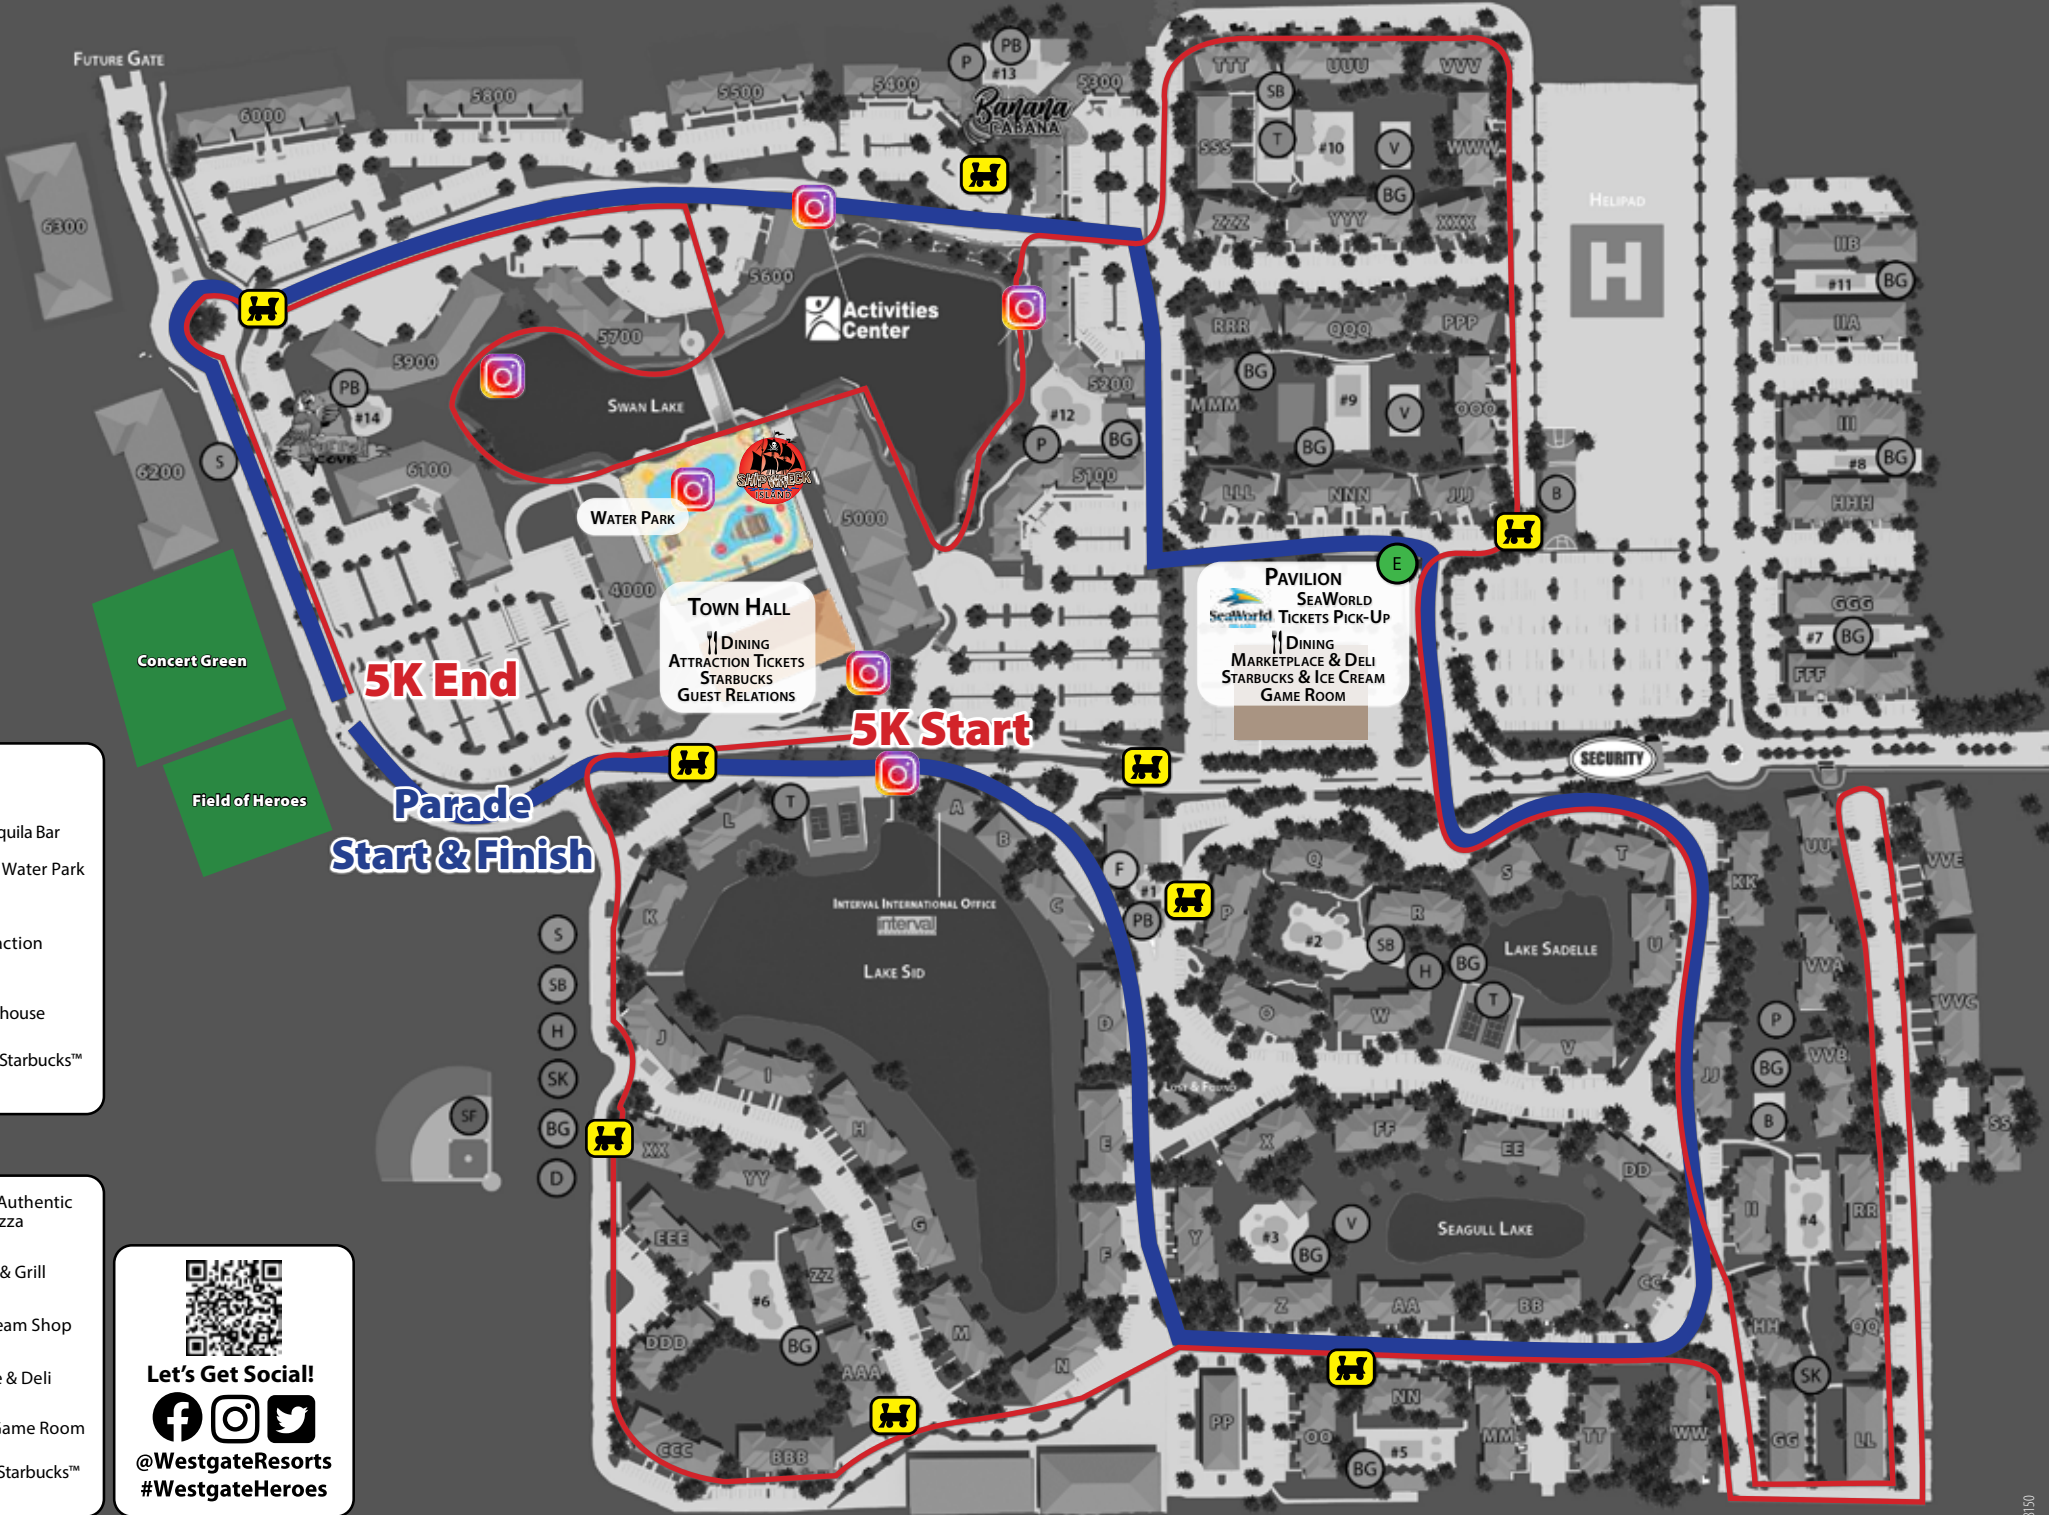 FUTURE GATE
6000
5800
5500
5400
P
PB
#13
5300
Banana
CABANA
TTT
UUU
VVV
SB
T
#10
V
SSS
WWW
BG
ZZZ
YYY
XXX
HELIPAD
H
IIB
#11
BG
IIA
6300
5600
Activities
Center
5700
5900
PB
#14
SWAN LAKE
RRR
QQQ
PPP
BG
MMM
#9
V
OOO
BG
5200
#12
P
BG
5100
III
#8
BG
HHH
6200
S
6100
SHIPWRECK
ISLAND
WATER PARK
5000
LLL
NNN
JJJ
B
4000
TOWN HALL
DINING
ATTRACTION TICKETS
STARBUCKS
GUEST RELATIONS
E
PAVILION
SeaWorld
SEAWORLD
TICKETS PICK-UP
DINING
MARKETPLACE & DELI
STARBUCKS & ICE CREAM
GAME ROOM
GGG
#7
BG
FFF
Concert Green
5K End
5K Start
SECURITY
Field of Heroes
Parade
Start & Finish
quila Bar
Water Park
action
house
Starbucks™
L
T
A
B
C
K
INTERVAL INTERNATIONAL OFFICE
interval
LAKE SID
F
#1
PB
P
Q
#2
R
SB
H
BG
T
S
T
LAKE SADELLE
U
KK
UU
VVE
VVA
VVC
S
SB
H
SK
BG
D
SF
J
I
H
D
O
W
V
JJ
P
BG
B
VVB
SS
LOST & FOUND
E
X
FF
EE
DD
XX
YY
EEE
G
F
Y
#3
V
BG
SEAGULL LAKE
II
#4
RR
ZZ
#6
DDD
BG
M
N
AAA
Z
AA
BB
CC
HH
QQ
SK
CCC
BBB
PP
OO
NN
#5
BG
MM
TT
WW
GG
LL
Authentic
zza
& Grill
eam Shop
e & Deli
Game Room
Starbucks™
Let's Get Social!
@WestgateResorts
#WestgateHeroes